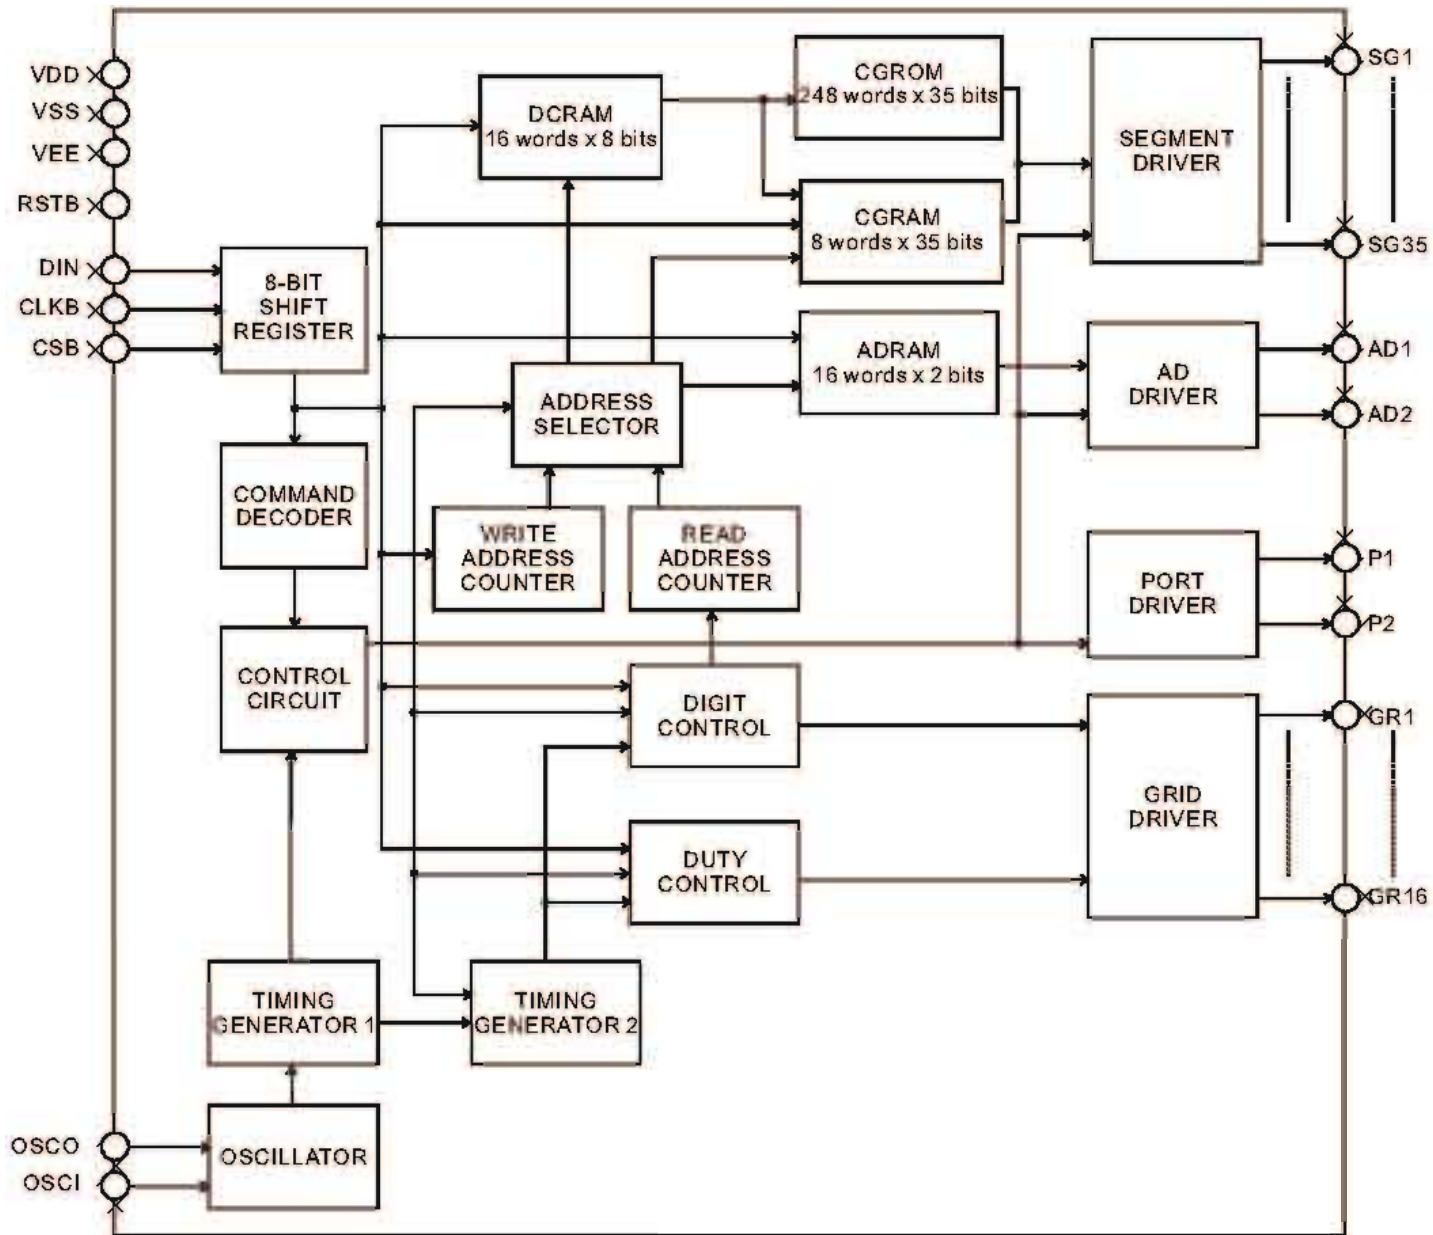 VDD
VSS
VEE
RSTB
DIN
CLKB
CSB
OSCO
OSCI
8-BIT
SHIFT
REGISTER
COMMAND
DECODER
CONTROL
CIRCUIT
TIMING
GENERATOR 1
OSCILLATOR
DCRAM
16 words x 8 bits
ADDRESS
SELECTOR
WRITE
ADDRESS
COUNTER
READ
ADDRESS
COUNTER
DIGIT
CONTROL
DUTY
CONTROL
TIMING
GENERATOR 2
CGROM
248 words x 35 bits
CGRAM
8 words x 35 bits
ADRAM
16 words x 2 bits
SEGMENT
DRIVER
AD
DRIVER
PORT
DRIVER
GRID
DRIVER
SG1
SG35
AD1
AD2
P1
P2
GR1
GR16